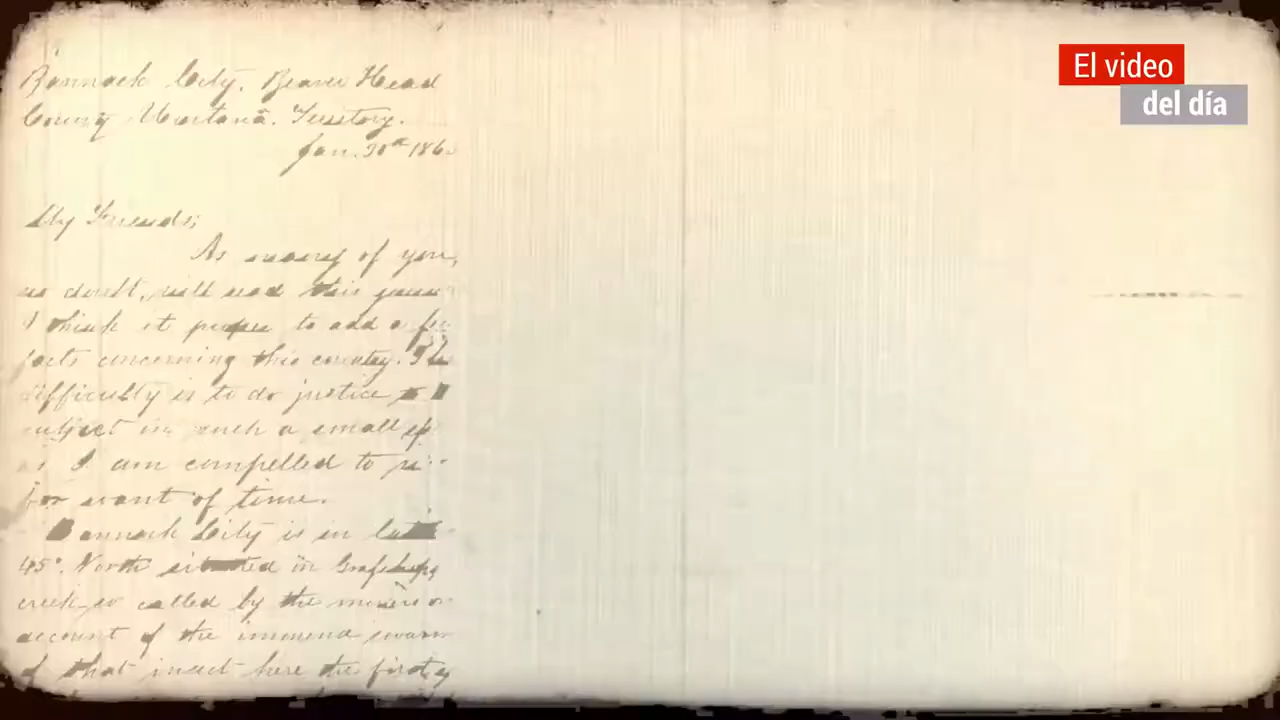 El video
del día
Bannack City, Beaver Head
County Montana. Territory.
Jan. 30th 186
My Friends;
As many of you,
no doubt, will read this
I think it proper to add a
facts concerning this country. The
difficulty is to do justice to
subject in such a small
as I am compelled to
for want of time.
Bannack City is in
45°. North situated in
creek so called by the miners on
account of the immense swarm
of that insect here the first